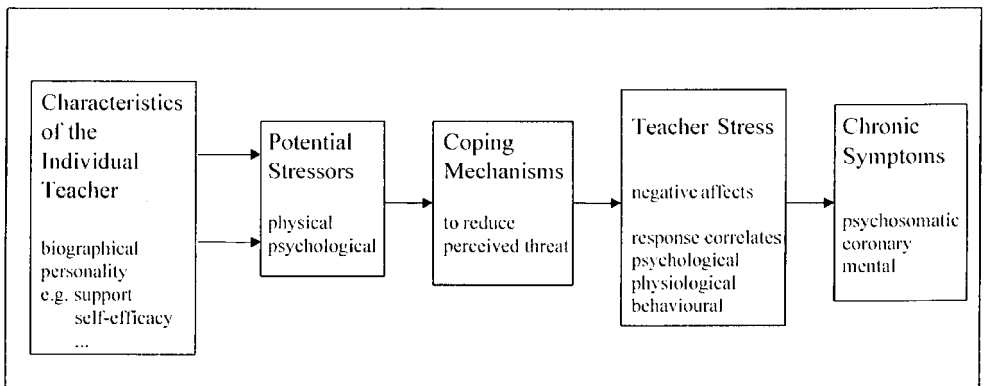 Characteristics
of the
Individual
Teacher
biographical
personality
e.g. support
self-efficacy
...
Potential
Stressors
physical
psychological
Coping
Mechanisms
to reduce
perceived threat
Teacher Stress
negative affects
response correlates
psychological
physiological
behavioural
Chronic
Symptoms
psychosomatic
coronary
mental